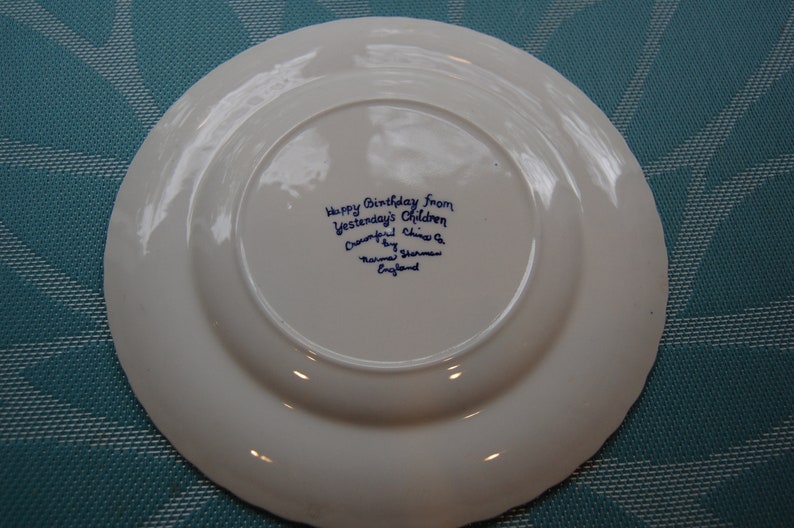 Happy Birthday from
Yesterday's Children
Crownford China Co.
by
Norma Sherman
England